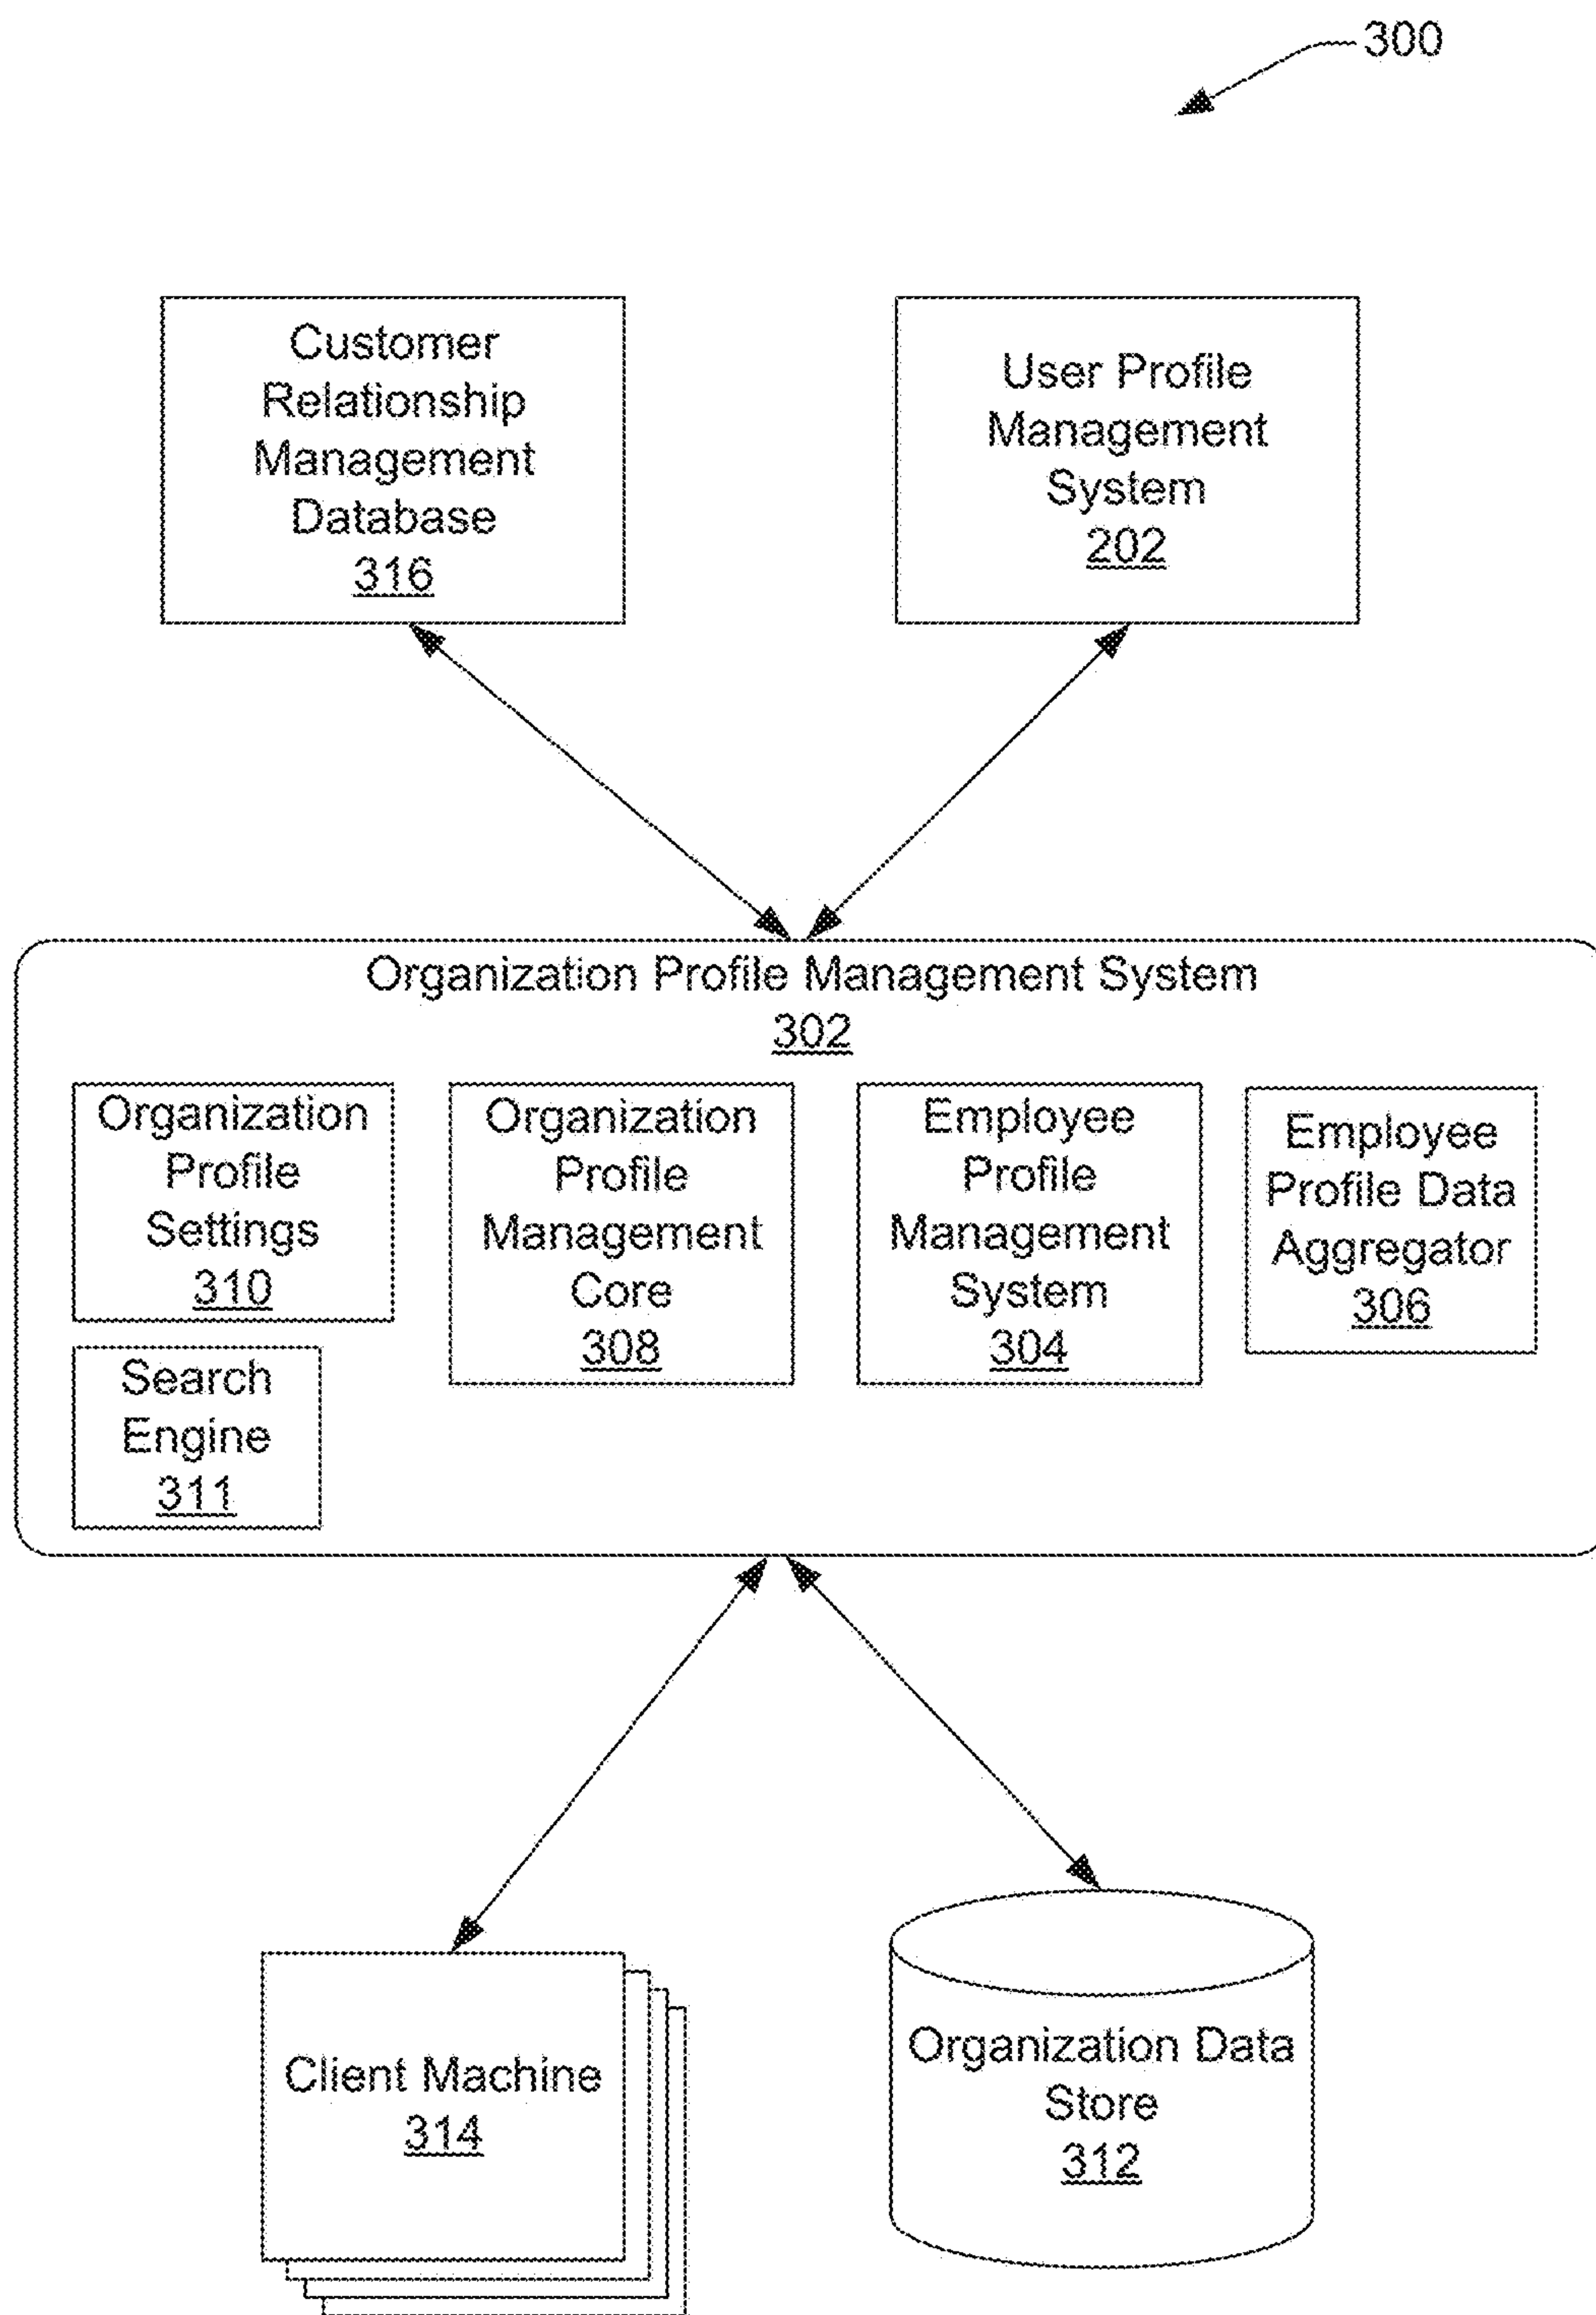 300
Customer
Relationship
Management
Database
316
User Profile
Management
System
202
Organization Profile Management System
302
Organization
Profile
Settings
310
Organization
Profile
Management
Core
308
Employee
Profile
Management
System
304
Employee
Profile Data
Aggregator
306
Search
Engine
311
Client Machine
314
Organization Data
Store
312